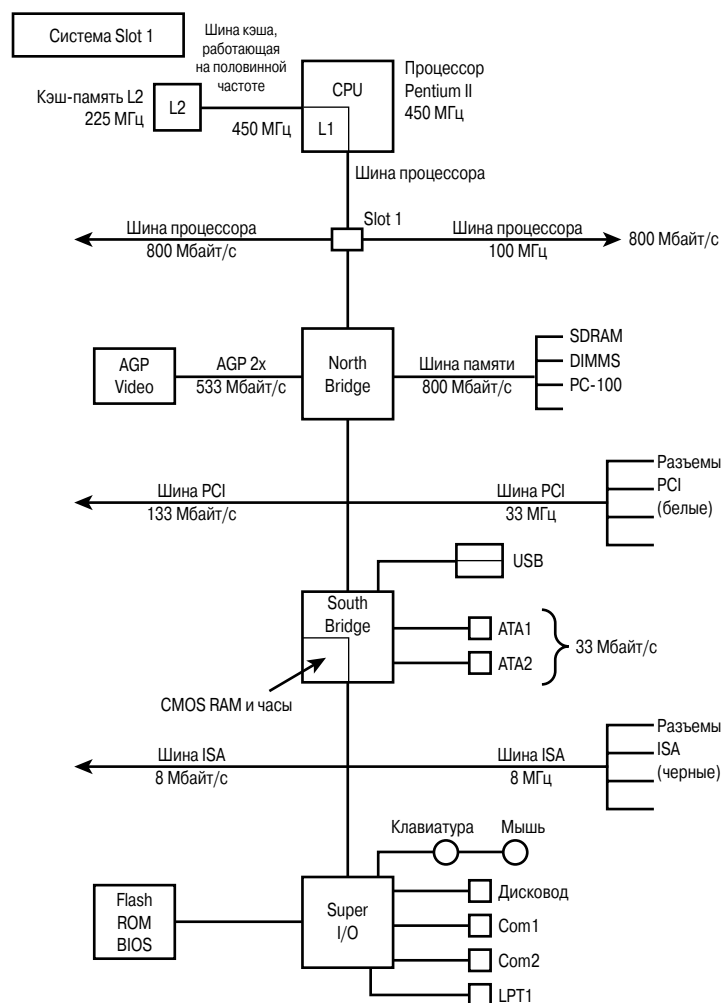 Система Slot 1
Шина кэша,
работающая
на половинной
частоте
Кэш-память L2
225 МГц
L2
450 МГц
CPU
L1
Процессор
Pentium II
450 МГц
Шина процессора
Slot 1
Шина процессора
800 Мбайт/с
Шина процессора
100 МГц
800 Мбайт/с
AGP
Video
AGP 2x
533 Мбайт/с
North
Bridge
Шина памяти
800 Мбайт/с
SDRAM
DIMMS
PC-100
Шина PCI
133 Мбайт/с
Шина PCI
33 МГц
Разъемы
PCI
(белые)
USB
South
Bridge
ATA1
ATA2
33 Мбайт/с
CMOS RAM и часы
Шина ISA
8 Мбайт/с
Шина ISA
8 МГц
Разъемы
ISA
(черные)
Клавиатура
Мышь
Flash
ROM
BIOS
Super
I/O
Дисковод
Com1
Com2
LPT1